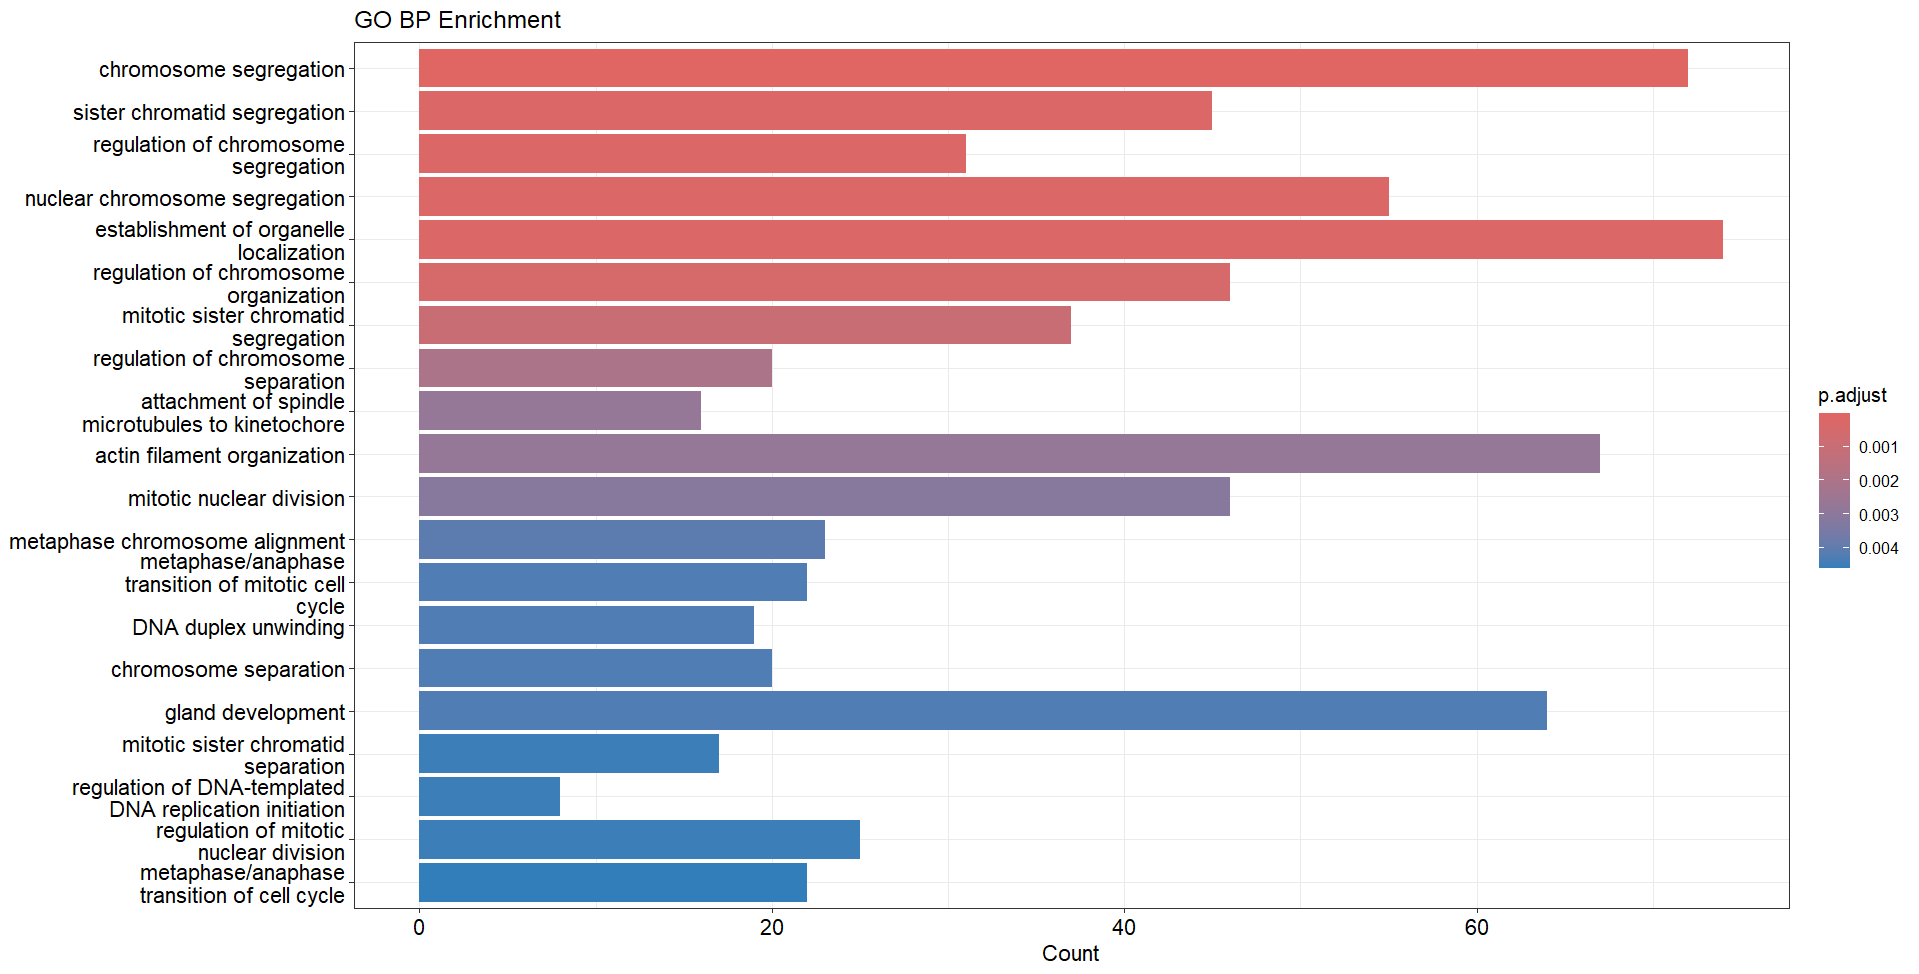 GO BP Enrichment
chromosome segregation
sister chromatid segregation
regulation of chromosome
segregation
nuclear chromosome segregation
establishment of organelle
localization
regulation of chromosome
organization
mitotic sister chromatid
segregation
regulation of chromosome
separation
attachment of spindle
microtubules to kinetochore
actin filament organization
mitotic nuclear division
metaphase chromosome alignment
metaphase/anaphase
transition of mitotic cell
cycle
DNA duplex unwinding
chromosome separation
gland development
mitotic sister chromatid
separation
regulation of DNA-templated
DNA replication initiation
regulation of mitotic
nuclear division
metaphase/anaphase
transition of cell cycle
0 20 40 60
Count
p.adjust
0.001
0.002
0.003
0.004